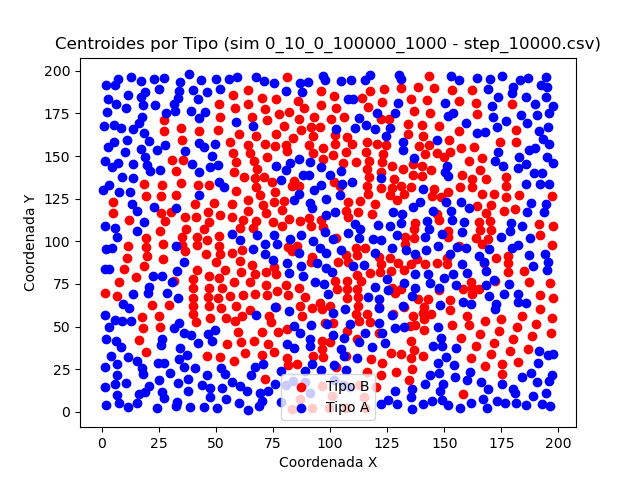 Centroides por Tipo (sim 0_10_0_100000_1000 - step_10000.csv)
200
175
150
125
100
75
50
25
0
Coordenada Y
Tipo B
Tipo A
0 25 50 75 100 125 150 175 200
Coordenada X